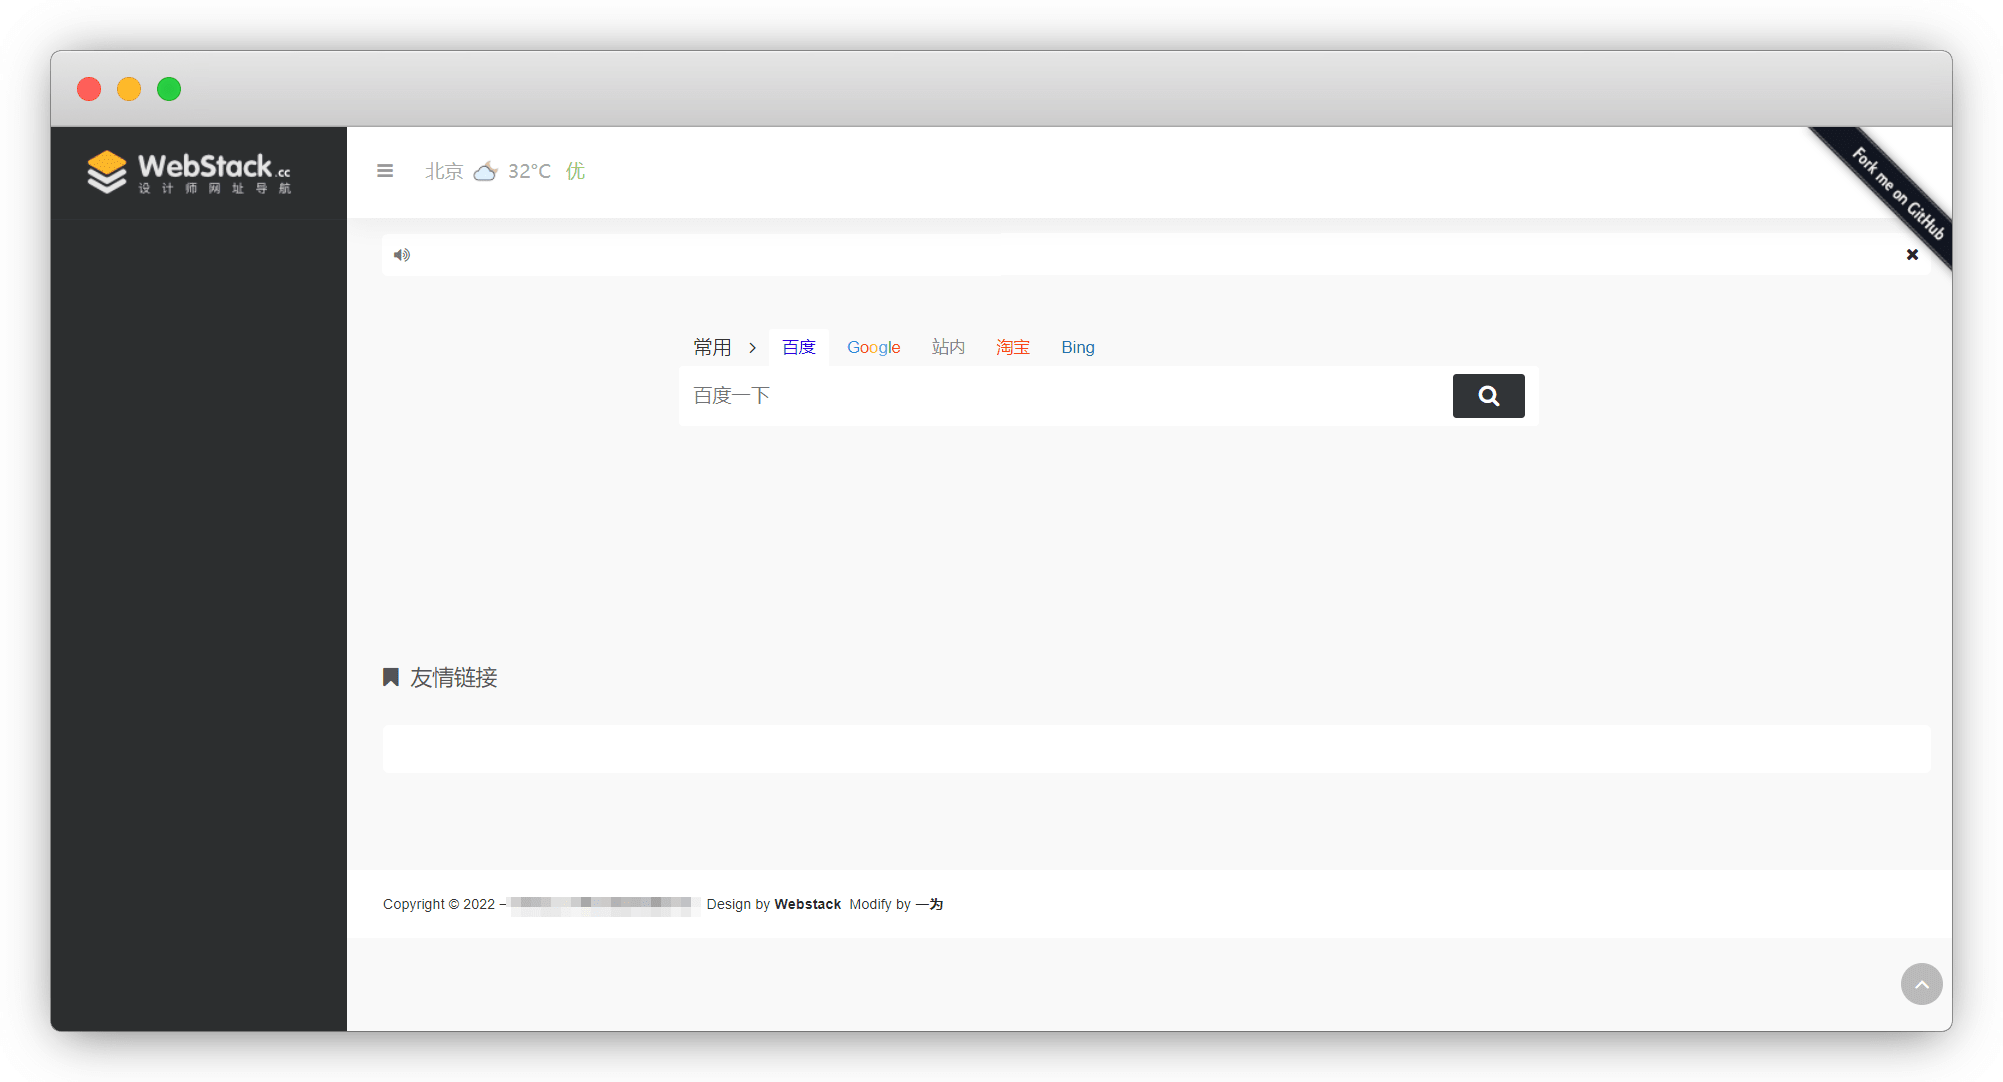 WebStack.cc
设计师网址导航
北京 32°C 优
Fork me on GitHub
常用 百度 Google 站内 淘宝 Bing
百度一下
友情链接
Copyright © 2022 – Design by Webstack Modify by 一为